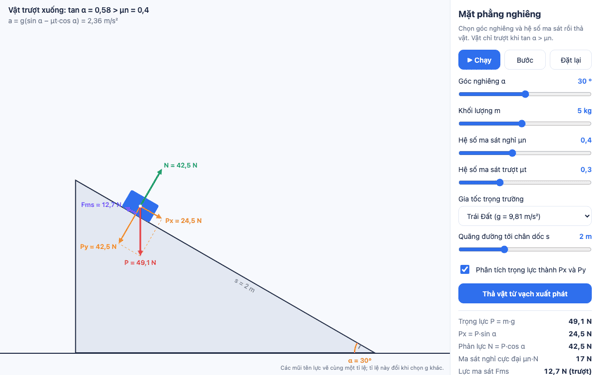 Vật trượt xuống: tan α = 0,58 > μn = 0,4
a = g(sin α − μt·cos α) = 2,36 m/s²
N = 42,5 N
Fms = 12,7 N
Px = 24,5 N
Py = 42,5 N
P = 49,1 N
s = 2 m
α = 30°
Các mũi tên lực vẽ cùng một tỉ lệ; tỉ lệ này đổi khi chọn g khác.
Mặt phẳng nghiêng
Chọn góc nghiêng và hệ số ma sát rồi thả
vật. Vật chỉ trượt khi tan α > μn.
▶ Chạy
Bước
Đặt lại
Góc nghiêng α 30 °
Khối lượng m 5 kg
Hệ số ma sát nghỉ μn 0,4
Hệ số ma sát trượt μt 0,3
Gia tốc trọng trường
Trái Đất (g = 9,81 m/s²)
Quãng đường tới chân dốc s 2 m
Phân tích trọng lực thành Px và Py
Thả vật từ vạch xuất phát
Trọng lực P = m·g 49,1 N
Px = P·sin α 24,5 N
Phản lực N = P·cos α 42,5 N
Ma sát nghỉ cực đại μn·N 17 N
Lực ma sát Fms 12,7 N (trượt)